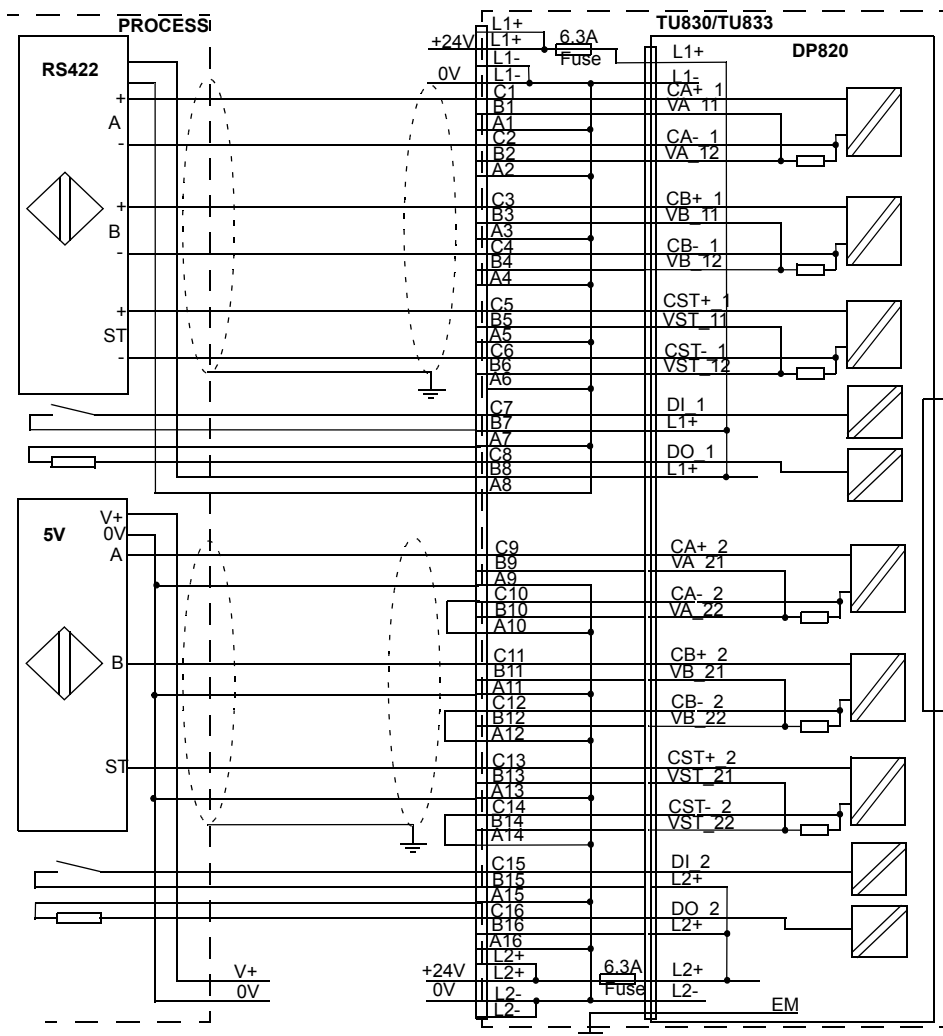 PROCESS
L1+
TU830/TU833
+24V
L1+
6.3A
Fuse
L1+
DP820
RS422
L1-
0V
L1-
L1-
+
C1
CA+_1
B1
VA_11
A
A1
-
C2
CA-_1
B2
VA_12
A2
+
C3
CB+_1
B3
VB_11
B
A3
-
C4
CB-_1
B4
VB_12
A4
+
C5
CST+_1
B5
VST_11
ST
A5
-
C6
CST-_1
B6
VST_12
A6
C7
DI_1
B7
L1+
A7
C8
DO_1
B8
L1+
A8
V+
5V
0V
A
C9
CA+_2
B9
VA_21
A9
C10
CA-_2
B10
VA_22
A10
B
C11
CB+_2
B11
VB_21
A11
C12
CB-_2
B12
VB_22
A12
ST
C13
CST+_2
B13
VST_21
A13
C14
CST-_2
B14
VST_22
A14
C15
DI_2
B15
L2+
A15
C16
DO_2
B16
L2+
A16
L2+
V+
+24V
L2+
6.3A
Fuse
L2+
0V
0V
L2-
L2-
L2-
EM